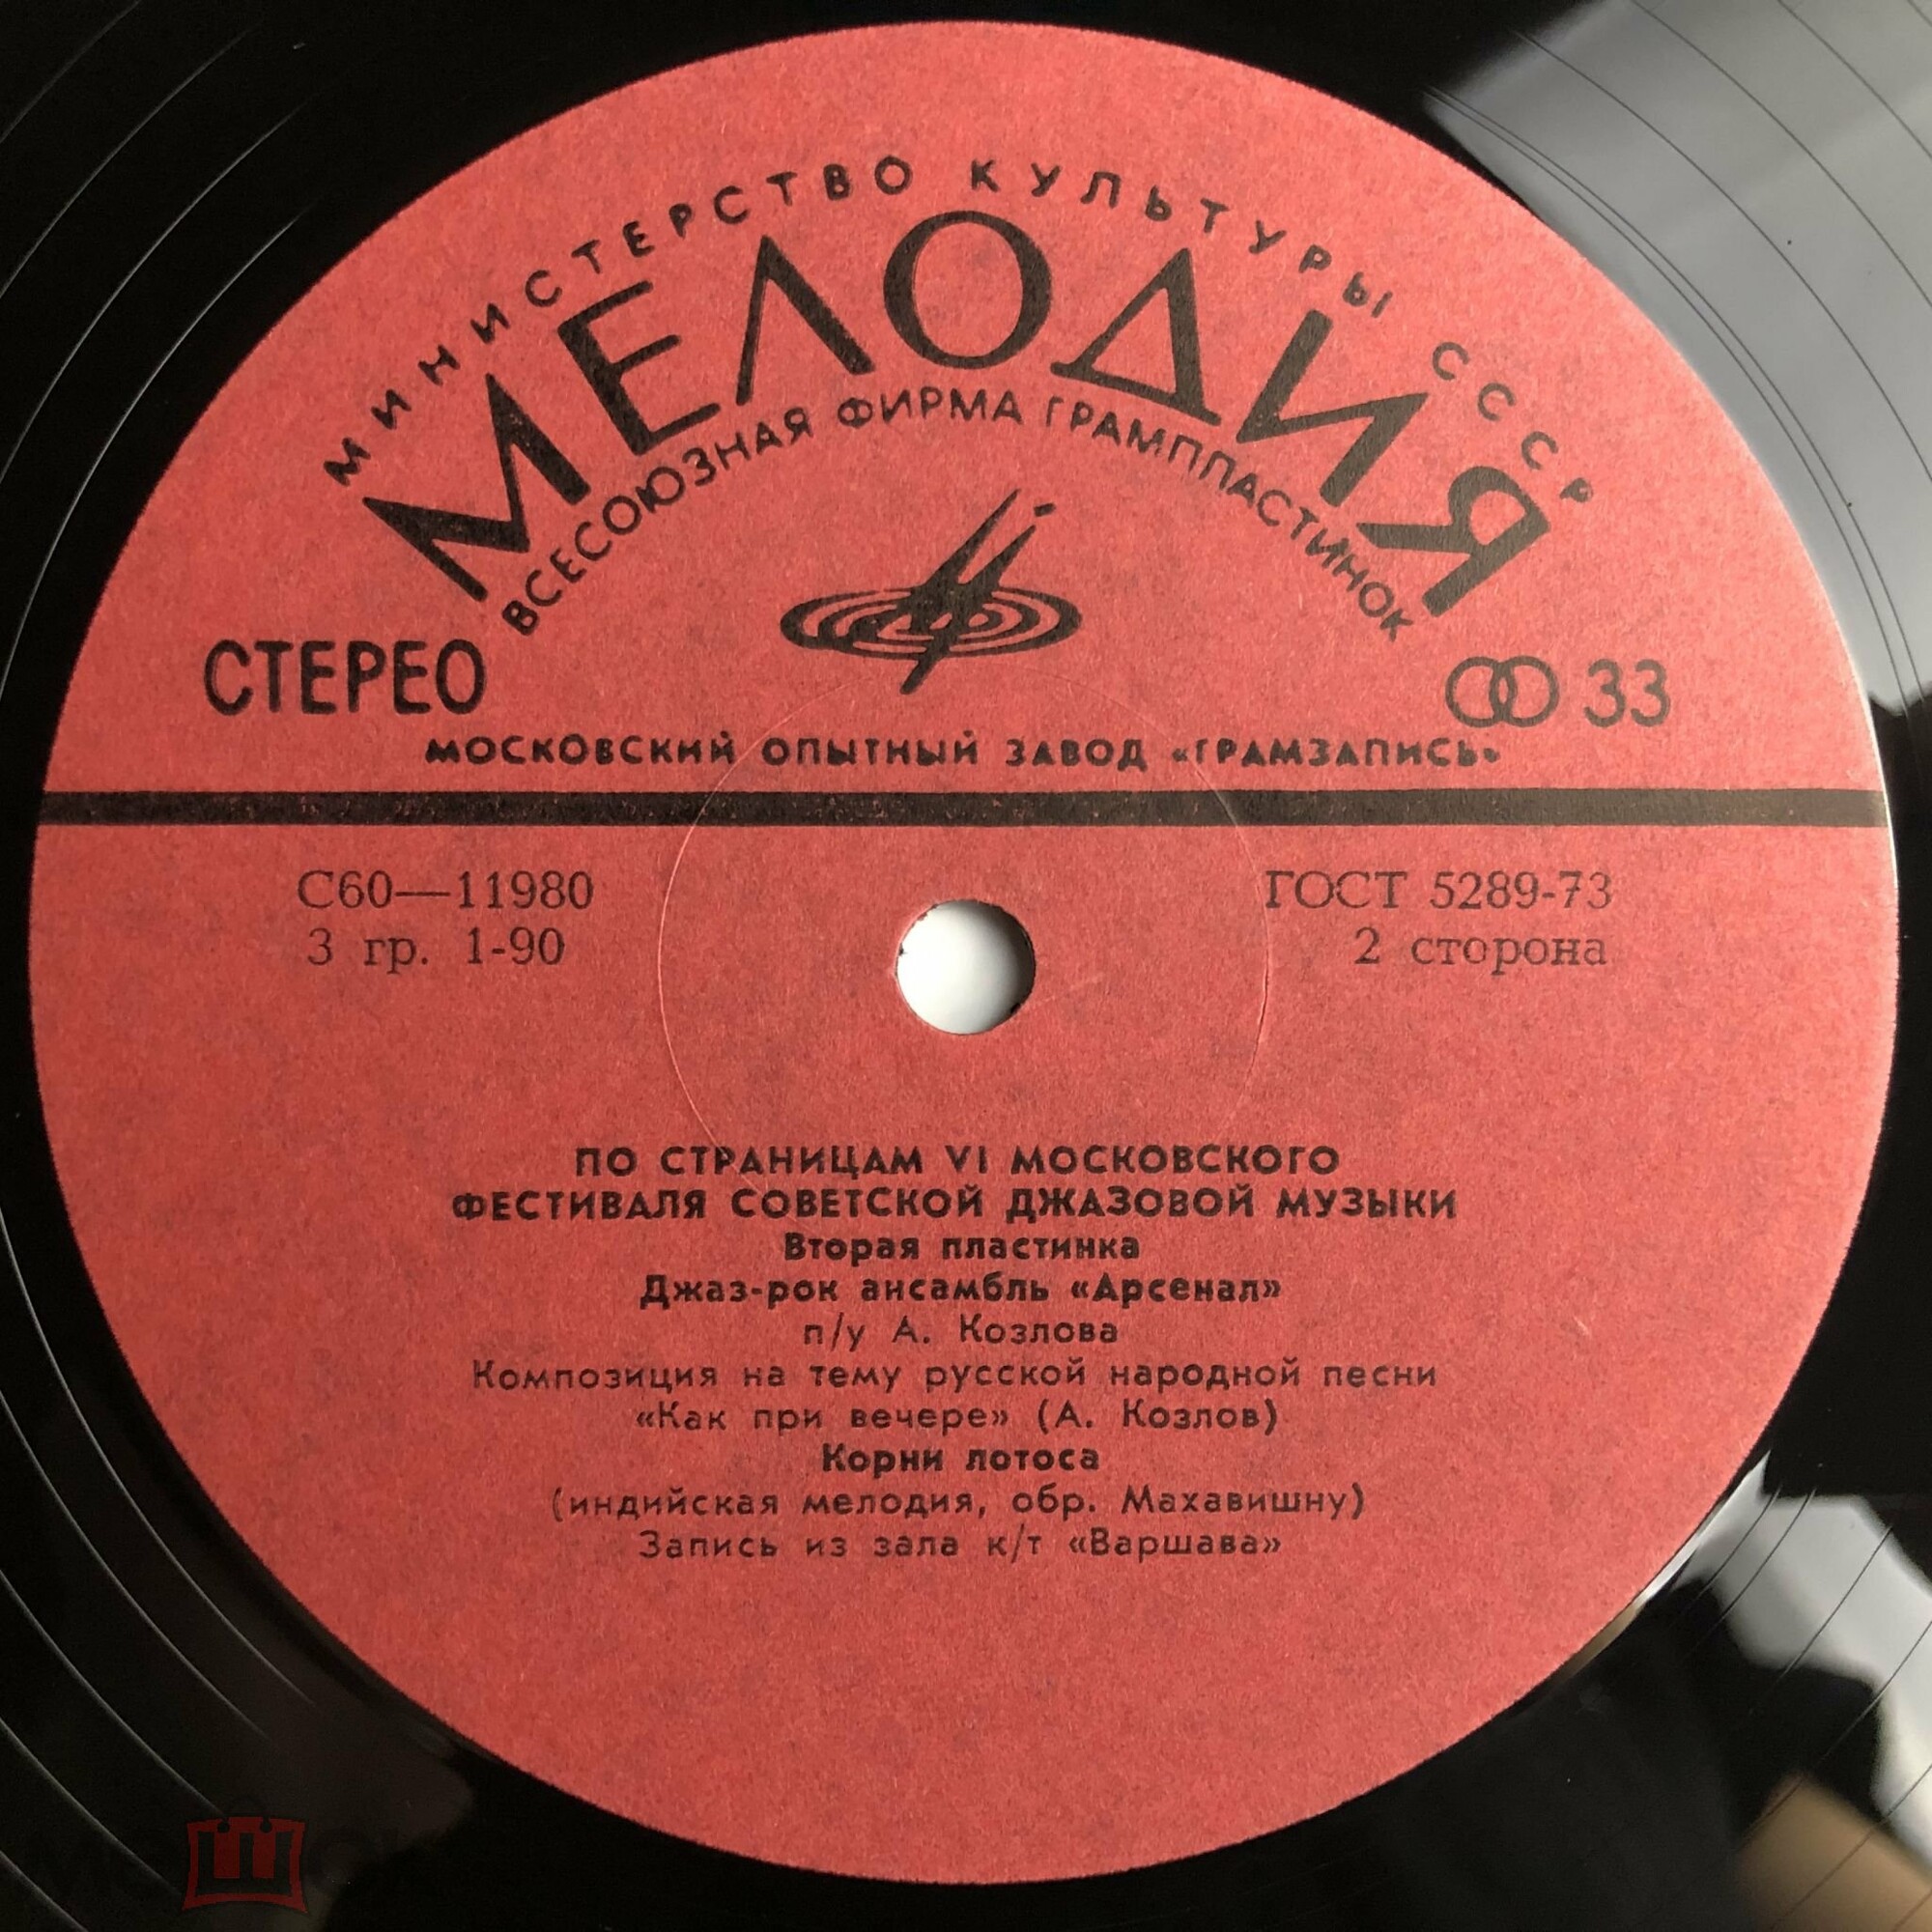 МИНИСТЕРСТВО КУЛЬТУРЫ СССР
МЕЛОДИЯ
ВСЕСОЮЗНАЯ ФИРМА ГРАМПЛАСТИНОК
СТЕРЕО
33
МОСКОВСКИЙ ОПЫТНЫЙ ЗАВОД «ГРАМЗАПИСЬ»
С60—11980
ГОСТ 5289-73
3 гр. 1-90
2 сторона
ПО СТРАНИЦАМ VI МОСКОВСКОГО
ФЕСТИВАЛЯ СОВЕТСКОЙ ДЖАЗОВОЙ МУЗЫКИ
Вторая пластинка
Джаз-рок ансамбль «Арсенал»
п/у А. Козлова
Композиция на тему русской народной песни
«Как при вечере» (А. Козлов)
Корни лотоса
(индийская мелодия, обр. Махавишну)
Запись из зала к/т «Варшава»